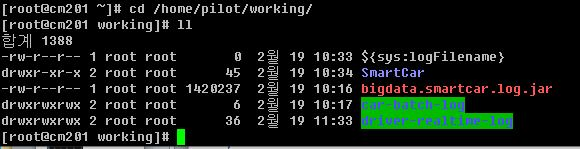 [root@cm201 ~]# cd /home/pilot/working/
[root@cm201 working]# ll
합계 1388
-rw-r--r-- 1 root root       0  2월 19 10:33 ${sys:logFilename}
drwxr-xr-x 2 root root      45  2월 19 10:34 SmartCar
-rw-r--r-- 1 root root 1420237  2월 19 10:16 bigdata.smartcar.log.jar
drwxrwxrwx 2 root root       6  2월 19 10:17 car-batch-log
drwxrwxrwx 2 root root      36  2월 19 11:33 driver-realtime-log
[root@cm201 working]#